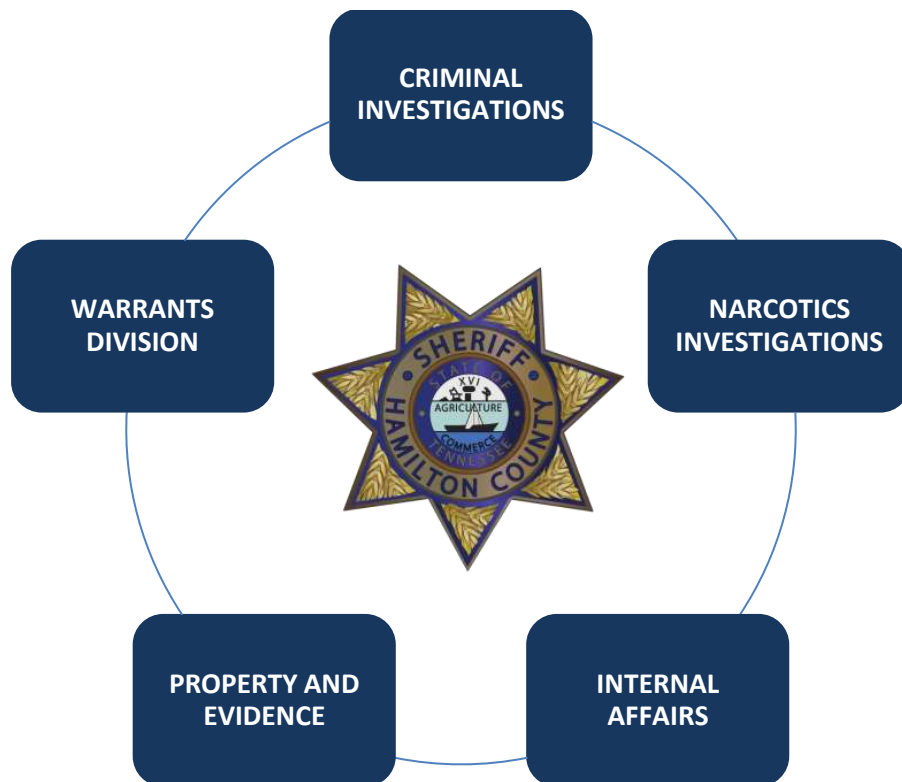 CRIMINAL
INVESTIGATIONS
WARRANTS
DIVISION
NARCOTICS
INVESTIGATIONS
SHERIFF
STATE OF
XVI
AGRICULTURE
COMMERCE
TENNESSEE
HAMILTON COUNTY
PROPERTY AND
EVIDENCE
INTERNAL
AFFAIRS